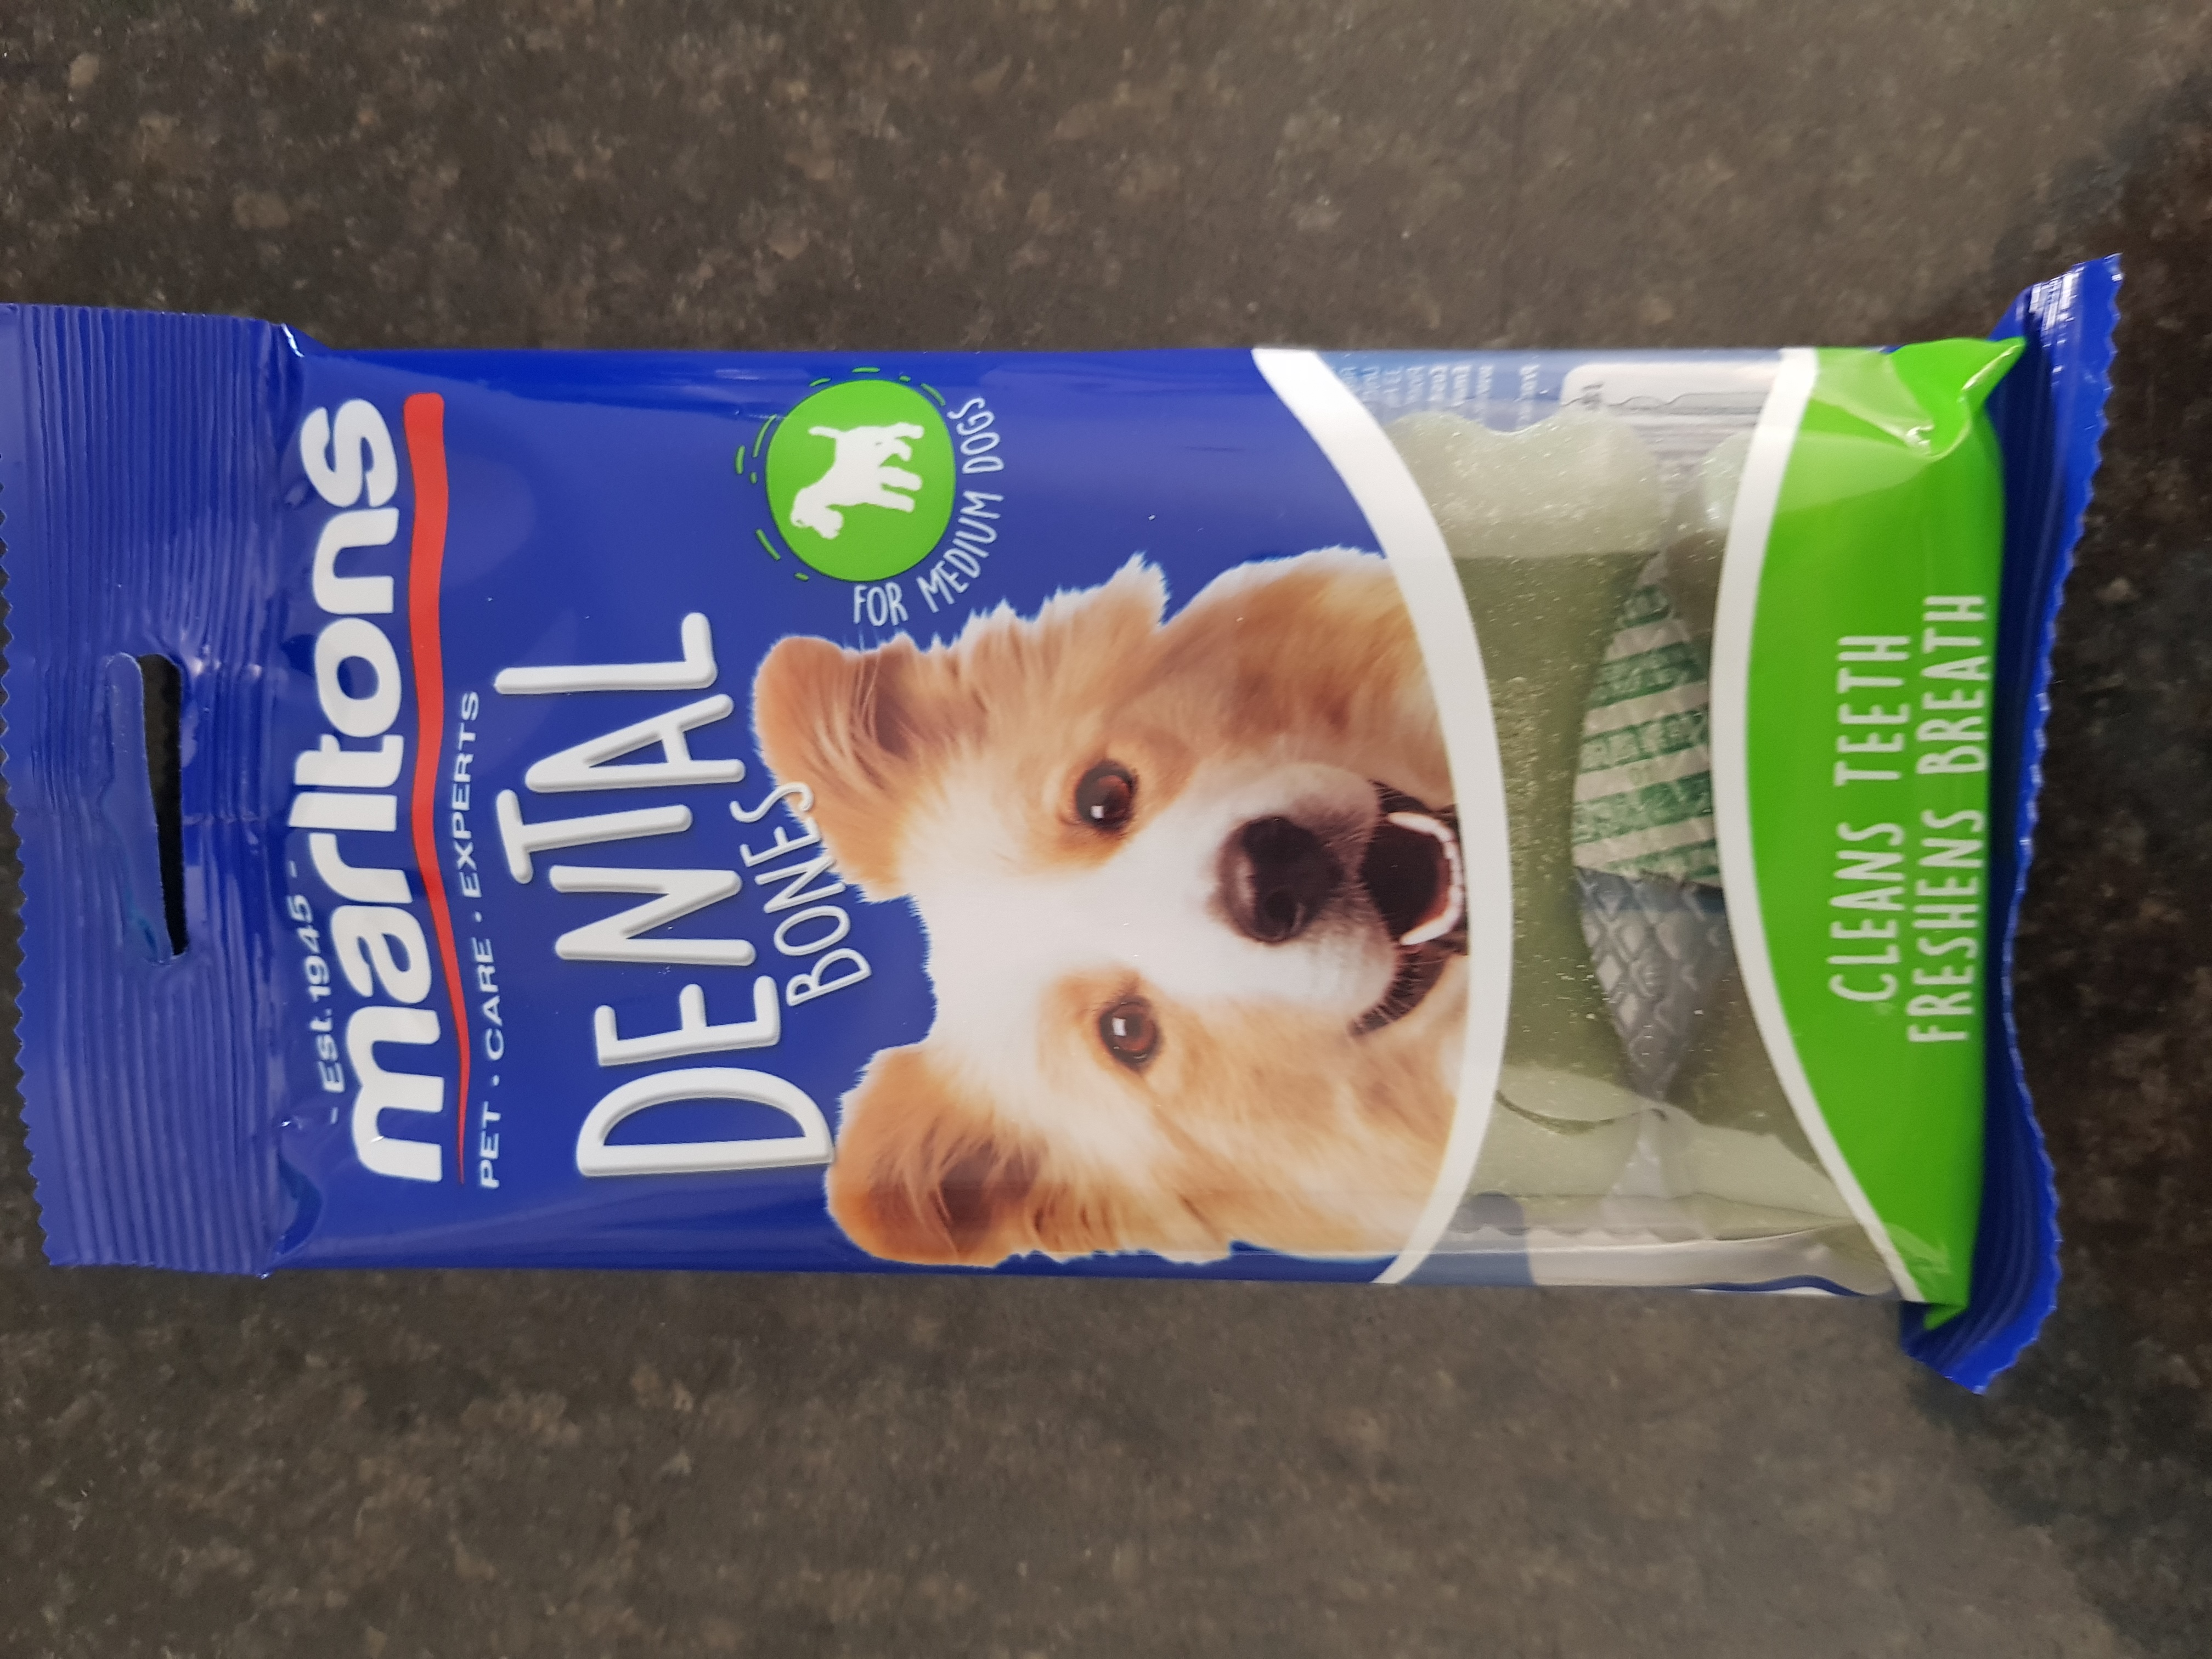 - Est. 1945 -
marltons
PET · CARE · EXPERTS
DENTAL
BONES
FOR MEDIUM DOGS
CLEANS TEETH
FRESHENS BREATH